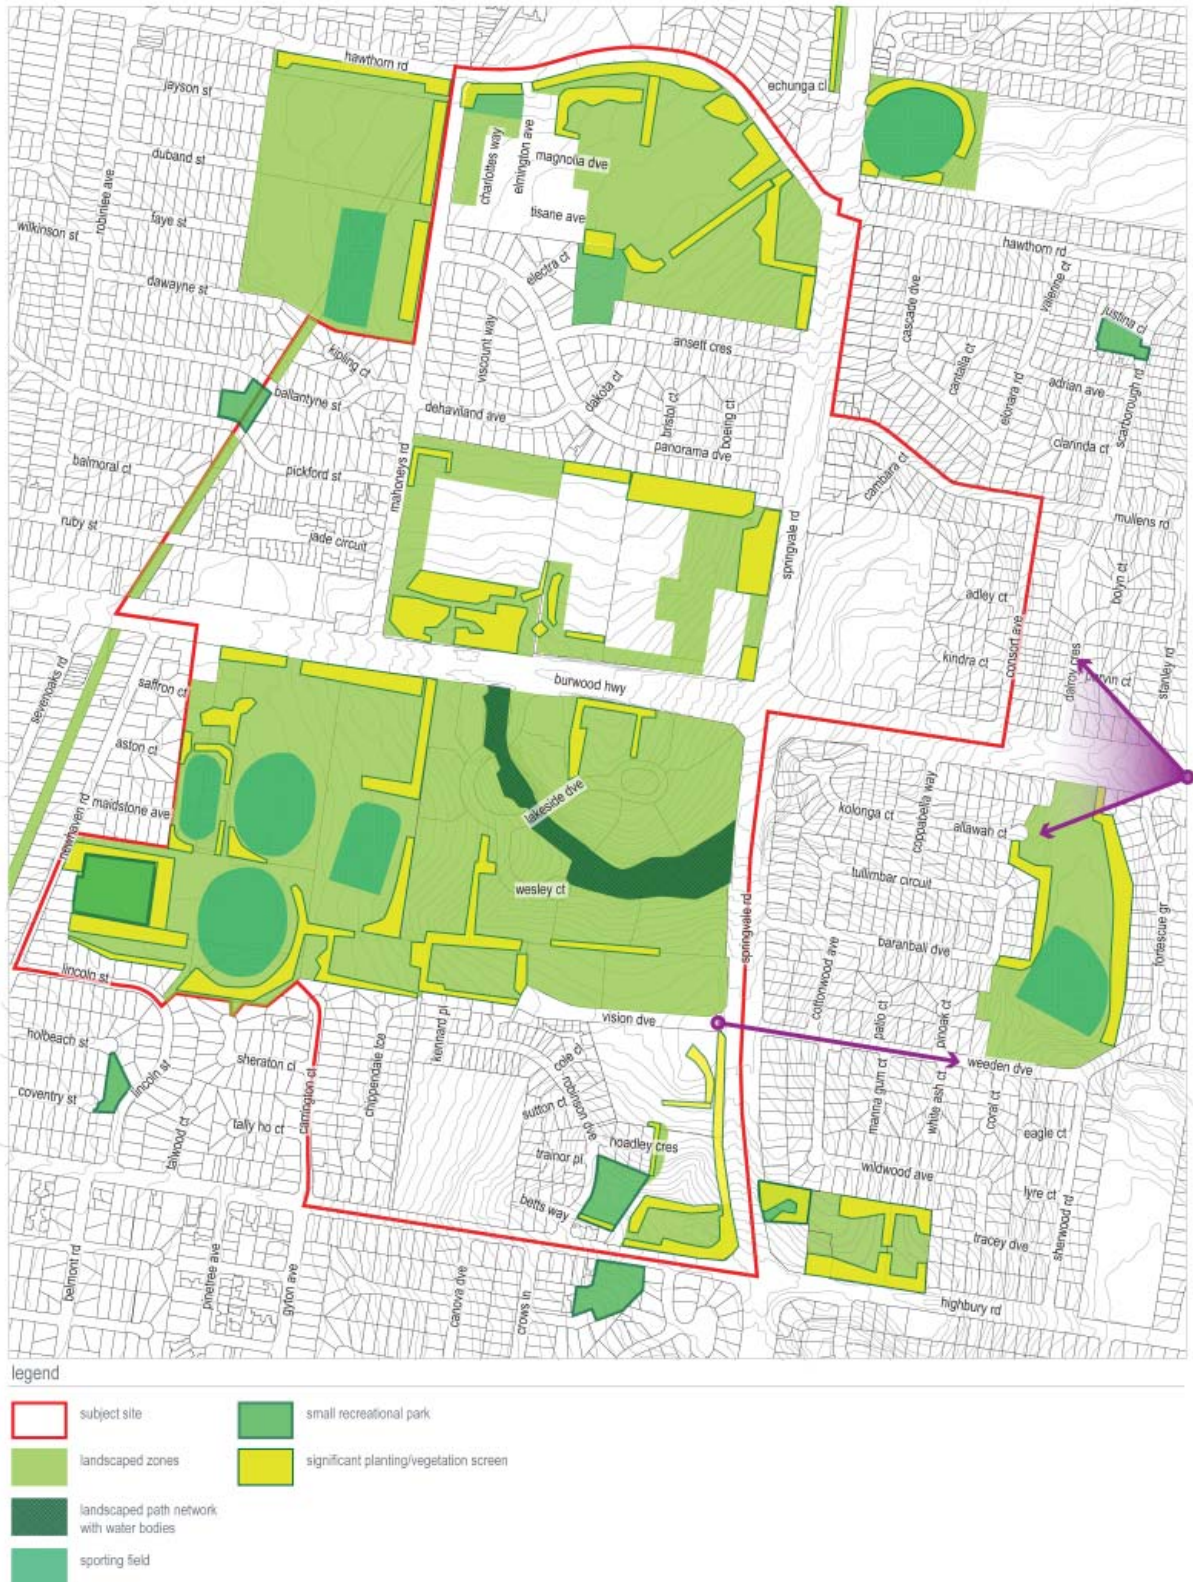 hawthorn rd
jayson st
echunga cl
duband st
charlottes way
elmington ave
magnolia dve
robinlee ave
faye st
tisane ave
wilkinson st
hawthorn rd
electra ct
valerine ct
dawayne st
cascade dve
justina cl
viscount way
ansett cres
kipling ct
cantalla ct
adrian ave
elonara rd
scarborough rd
ballantyne st
dakota ct
dehaviland ave
bristol ct
boeing ct
clarinda ct
panorama dve
balmoral ct
pickford st
mahoneys rd
cambara ct
ruby st
jade circuit
springvale rd
mullens rd
adley ct
bolyn ct
consort ave
kindra ct
dalroy cres
stanley rd
burwood hwy
sevenoaks rd
saffron ct
aston ct
lakeside dve
kolonga ct
coppabella way
allawah ct
newhaven rd
maidstone ave
tullimbar circuit
wesley ct
springvale rd
baranbali dve
fortescue gr
cottonwood ave
lincoln st
patio ct
pinoak ct
vision dve
holbeach st
kennard pl
chippendale tce
cole cl
weeden dve
sheraton cl
lincoln st
robinson dve
manna gum ct
white ash ct
coral ct
coventry st
carrington ct
sutton ct
talwood ct
tally ho ct
hoadley cres
eagle ct
trainor pl
wildwood ave
betts way
lyre ct
sherwood rd
tracey dve
belmont rd
pinetree ave
gyton ave
canova dve
crows ln
highbury rd
legend
subject site
small recreational park
landscaped zones
significant planting/vegetation screen
landscaped path network
with water bodies
sporting field